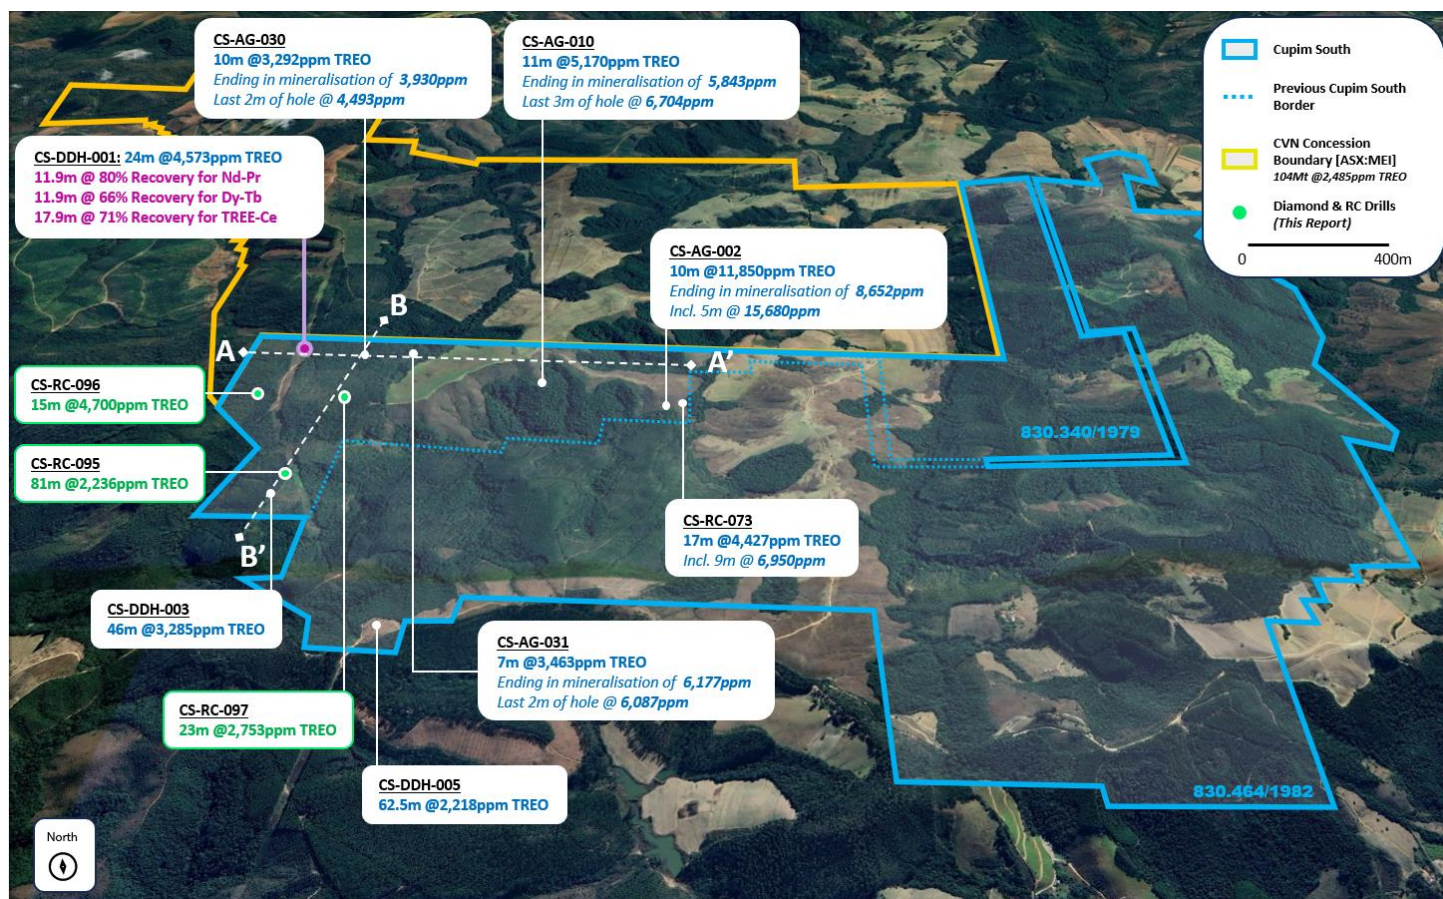 CS-AG-030
10m @3,292ppm TREO
Ending in mineralisation of 3,930ppm
Last 2m of hole @ 4,493ppm
CS-AG-010
11m @5,170ppm TREO
Ending in mineralisation of 5,843ppm
Last 3m of hole @ 6,704ppm
Cupim South
Previous Cupim South
Border
CVN Concession
Boundary [ASX:MEI]
104Mt @2,485ppm TREO
Diamond & RC Drills
(This Report)
0 400m
CS-DDH-001: 24m @4,573ppm TREO
11.9m @ 80% Recovery for Nd-Pr
11.9m @ 66% Recovery for Dy-Tb
17.9m @ 71% Recovery for TREE-Ce
CS-AG-002
10m @11,850ppm TREO
Ending in mineralisation of 8,652ppm
Incl. 5m @ 15,680ppm
B
A
A’
CS-RC-096
15m @4,700ppm TREO
830.340/1979
CS-RC-095
81m @2,236ppm TREO
CS-RC-073
17m @4,427ppm TREO
Incl. 9m @ 6,950ppm
B’
CS-DDH-003
46m @3,285ppm TREO
CS-AG-031
7m @3,463ppm TREO
Ending in mineralisation of 6,177ppm
Last 2m of hole @ 6,087ppm
CS-RC-097
23m @2,753ppm TREO
CS-DDH-005
62.5m @2,218ppm TREO
830.464/1982
North